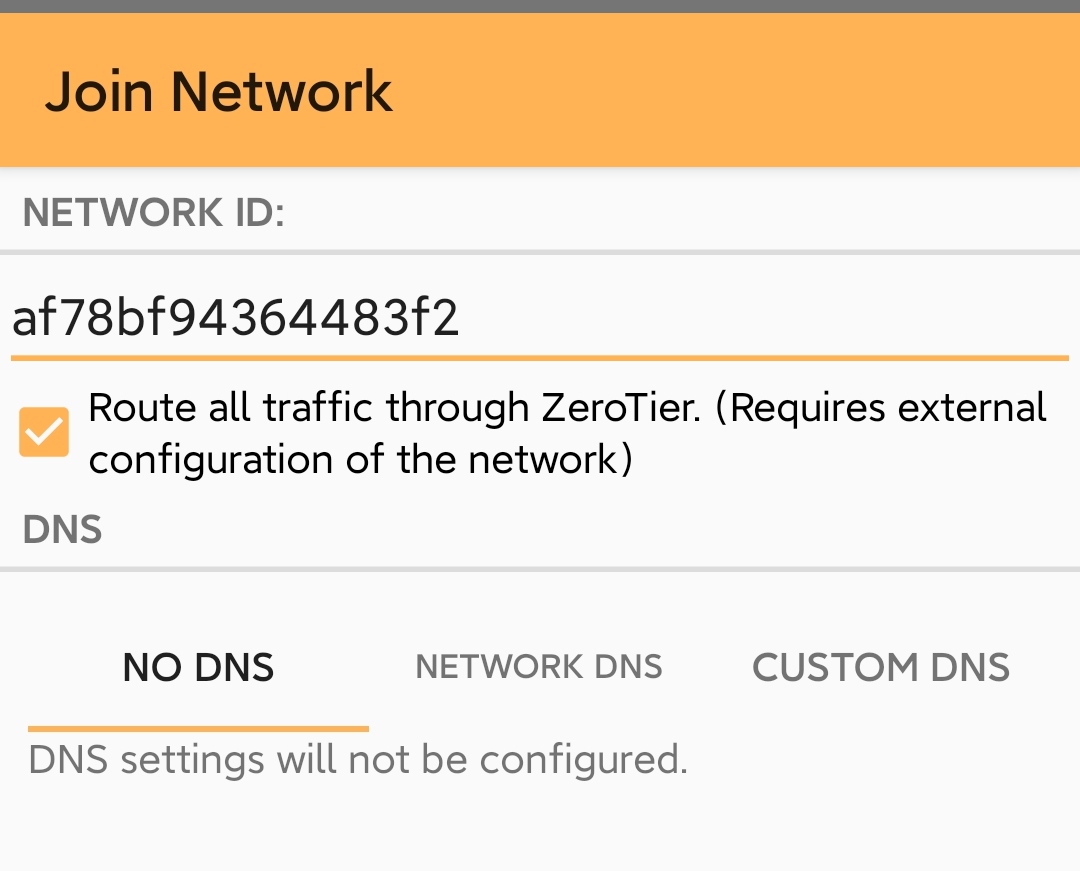 Join Network
NETWORK ID:
af78bf94364483f2
Route all traffic through ZeroTier. (Requires external
configuration of the network)
DNS
NO DNS
NETWORK DNS
CUSTOM DNS
DNS settings will not be configured.